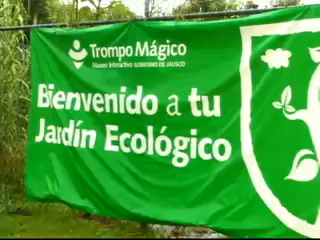 Trompo Mágico
Museo Interactivo GOBIERNO DE JALISCO
Bienvenido a tu
Jardín Ecológico